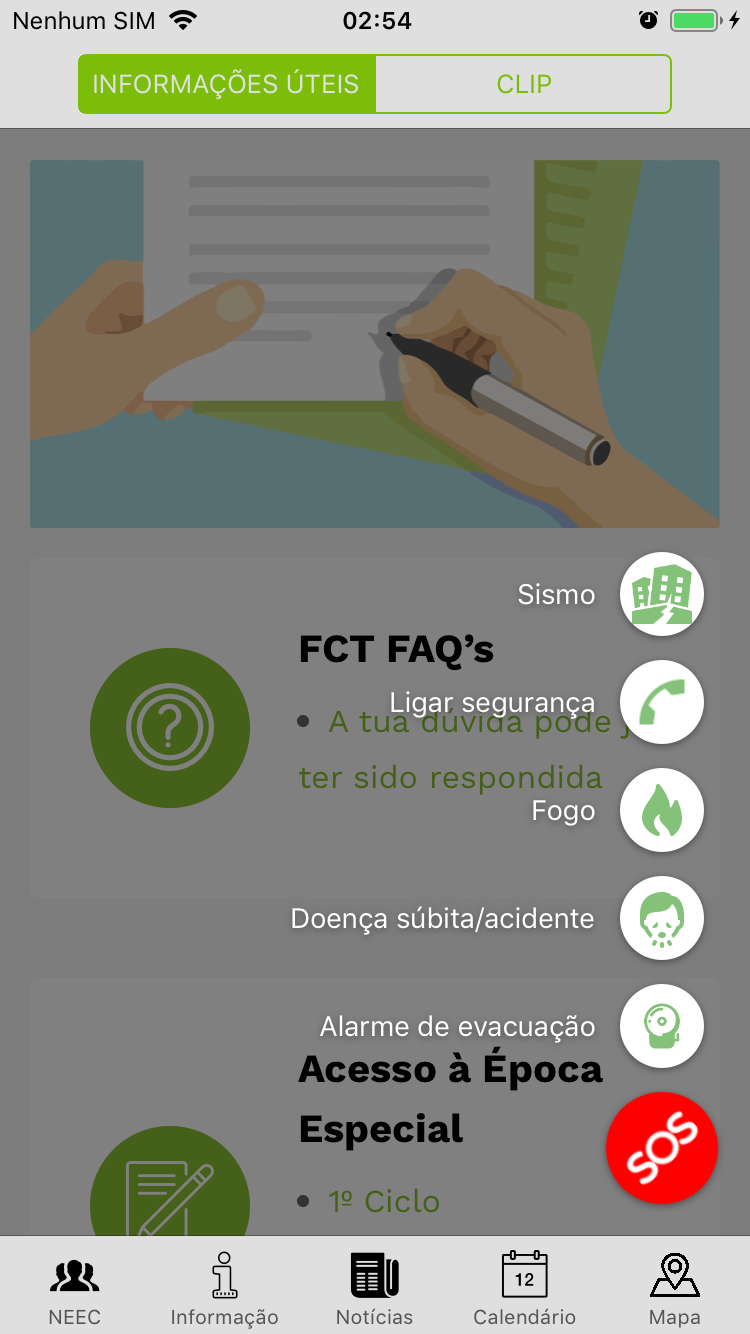 Nenhum SIM 02:54
INFORMAÇÕES ÚTEIS CLIP
Sismo
FCT FAQ's
Ligar segurança
• A tua dúvida pode j
ter sido respondida
Fogo
Doença súbita/acidente
Alarme de evacuação
Acesso à Época
Especial
SOS
• 1º Ciclo
12
NEEC Informação Notícias Calendário Mapa